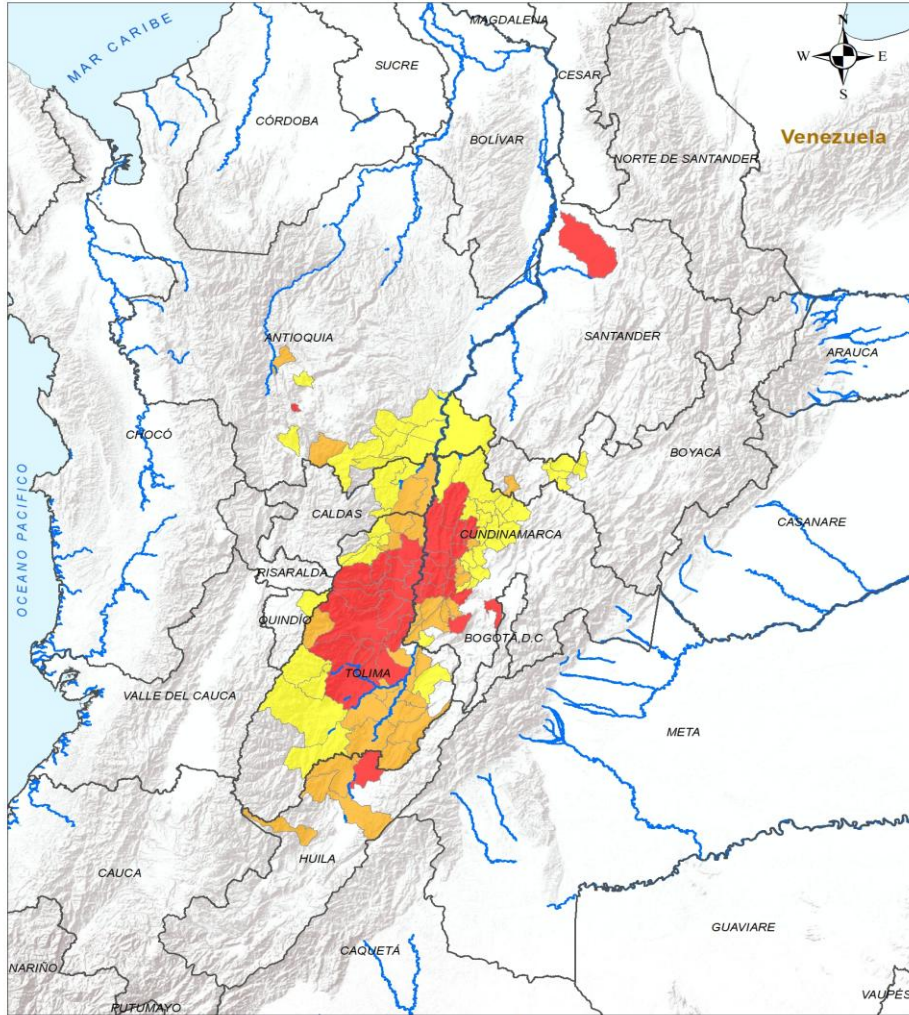 MAGDALENA
MAR CARIBE
N
W
E
S
SUCRE
CESAR
CÓRDOBA
BOLÍVAR
Venezuela
NORTE DE SANTANDER
ANTIOQUIA
SANTANDER
ARAUCA
CHOCÓ
BOYACÁ
OCEANO PACIFICO
CALDAS
CUNDINAMARCA
CASANARE
RISARALDA
QUINDÍO
BOGOTÁ,D.C
TOLIMA
VALLE DEL CAUCA
META
HUILA
CAUCA
GUAVIARE
CAQUETÁ
NARIÑO
PUTUMAYO
VAUPÉS